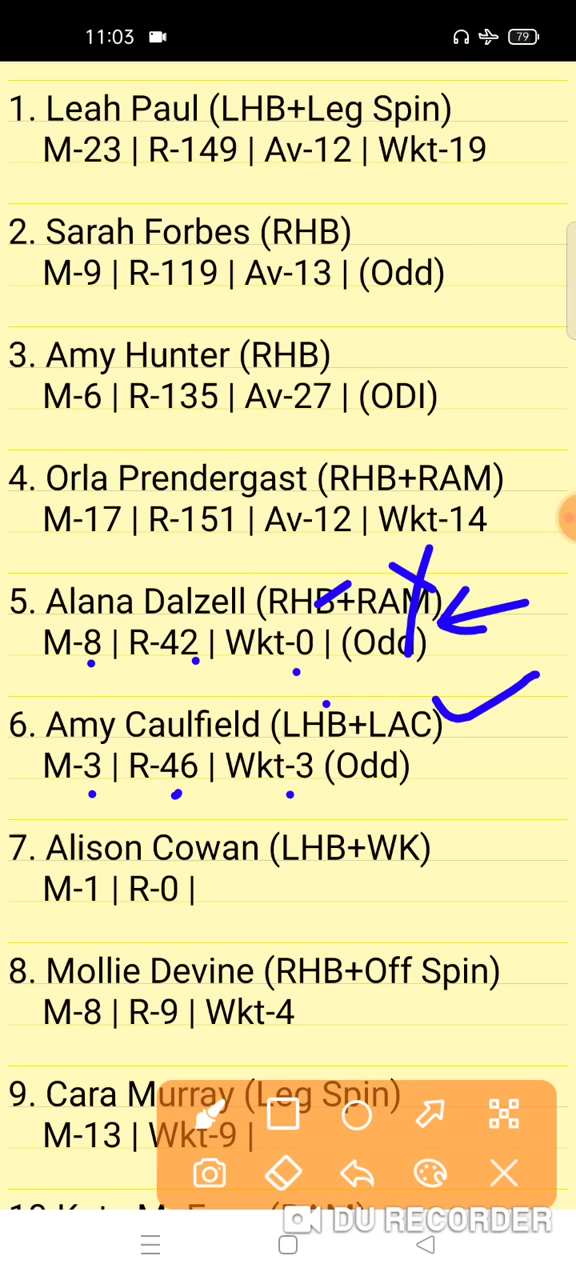 11:03
79
1. Leah Paul (LHB+Leg Spin)
M-23 | R-149 | Av-12 | Wkt-19
2. Sarah Forbes (RHB)
M-9 | R-119 | Av-13 | (Odd)
3. Amy Hunter (RHB)
M-6 | R-135 | Av-27 | (ODI)
4. Orla Prendergast (RHB+RAM)
M-17 | R-151 | Av-12 | Wkt-14
5. Alana Dalzell (RHB+RAM)
M-8 | R-42 | Wkt-0 | (Odd)
6. Amy Caulfield (LHB+LAC)
M-3 | R-46 | Wkt-3 (Odd)
7. Alison Cowan (LHB+WK)
M-1 | R-0 |
8. Mollie Devine (RHB+Off Spin)
M-8 | R-9 | Wkt-4
9. Cara Murray (Leg Spin)
M-13 | Wkt-9 |
DU RECORDER